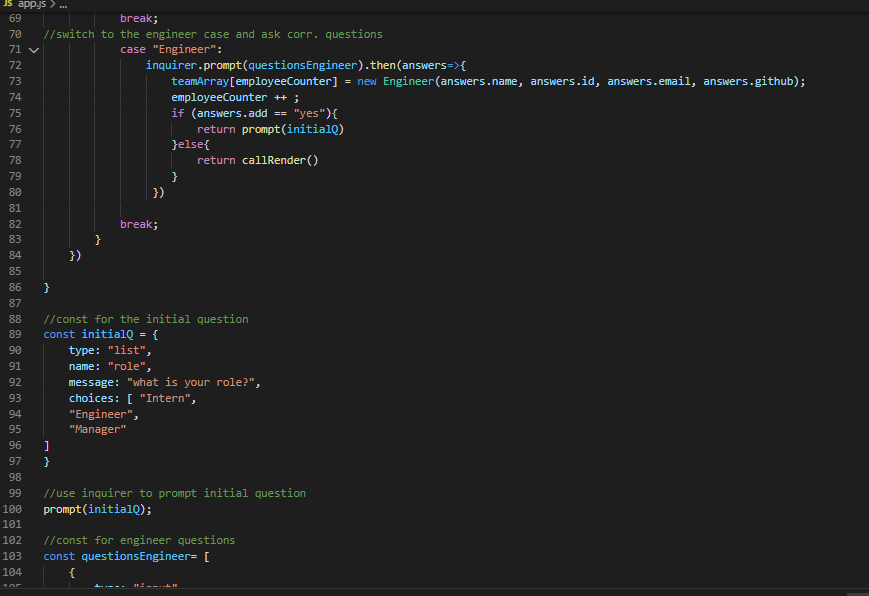 JS app.js > ...
69 break;
70 //switch to the engineer case and ask corr. questions
71 case "Engineer":
72 inquirer.prompt(questionsEngineer).then(answers=>{
73 teamArray[employeeCounter] = new Engineer(answers.name, answers.id, answers.email, answers.github);
74 employeeCounter ++ ;
75 if (answers.add == "yes"){
76 return prompt(initialQ)
77 }else{
78 return callRender()
79 }
80 })
81
82 break;
83 }
84 })
85
86 }
87
88 //const for the initial question
89 const initialQ = {
90 type: "list",
91 name: "role",
92 message: "what is your role?",
93 choices: [ "Intern",
94 "Engineer",
95 "Manager"
96 ]
97 }
98
99 //use inquirer to prompt initial question
100 prompt(initialQ);
101
102 //const for engineer questions
103 const questionsEngineer= [
104 {
105 type: "input"